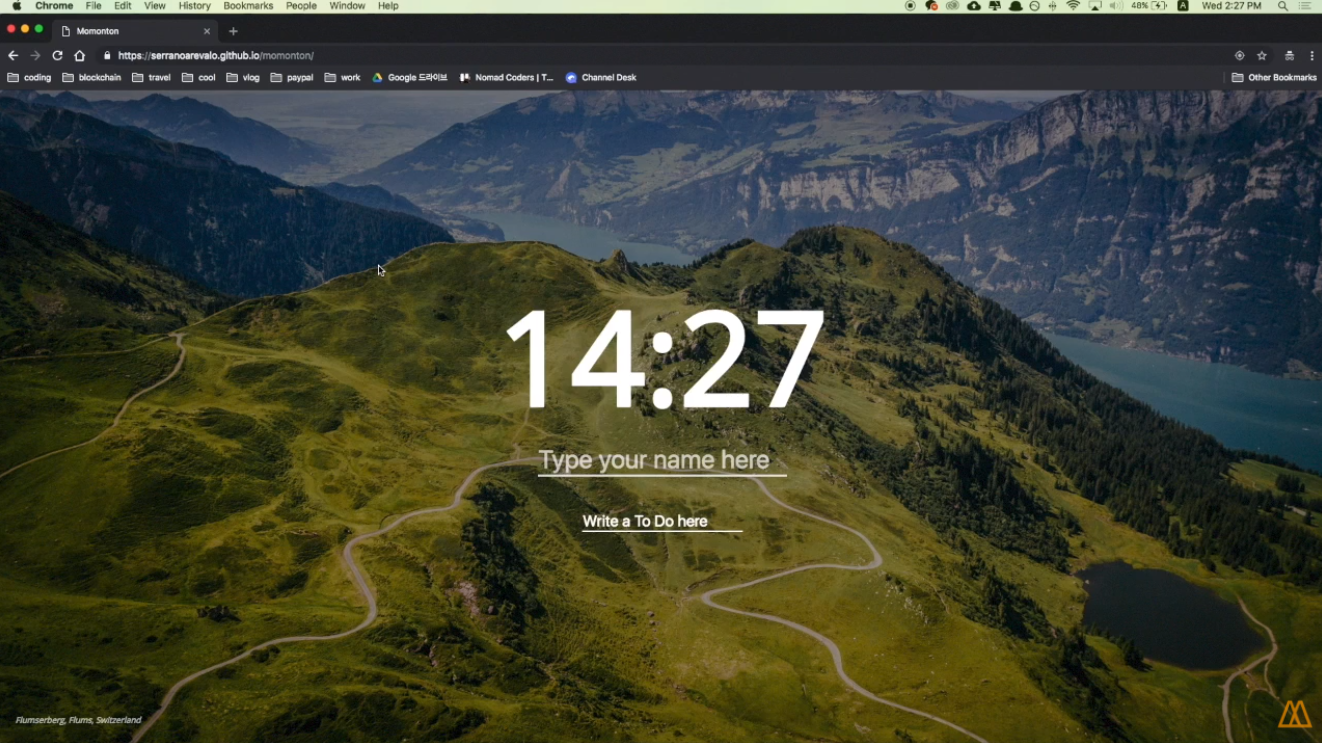 Chrome File Edit View History Bookmarks People Window Help 48% A Wed 2:27 PM
Momonton
https://serranoarevalo.github.io/momonton/
coding blockchain travel cool vlog paypal work Google 드라이브 Nomad Coders | T... Channel Desk Other Bookmarks
14:27
Type your name here
Write a To Do here
Flumserberg, Flums, Switzerland